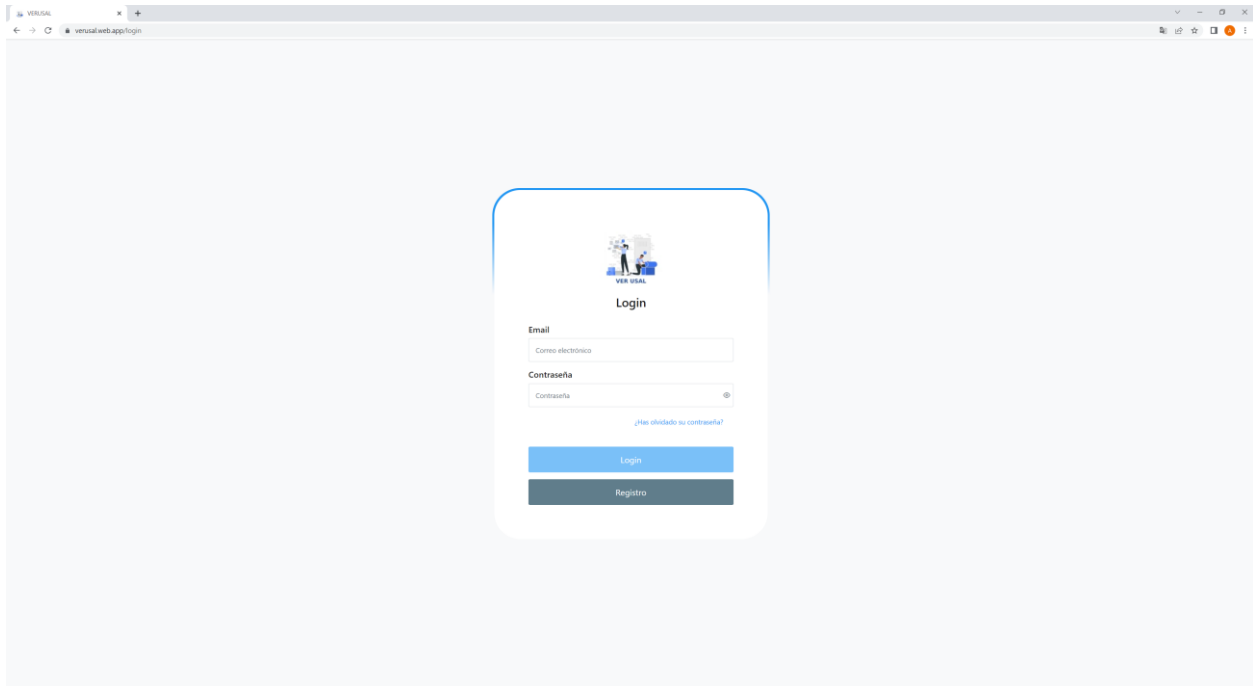 VERUSAL
verusal.web.app/login
A
VER USAL
Login
Email
Correo electrónico
Contraseña
Contraseña
¿Has olvidado su contraseña?
Login
Registro